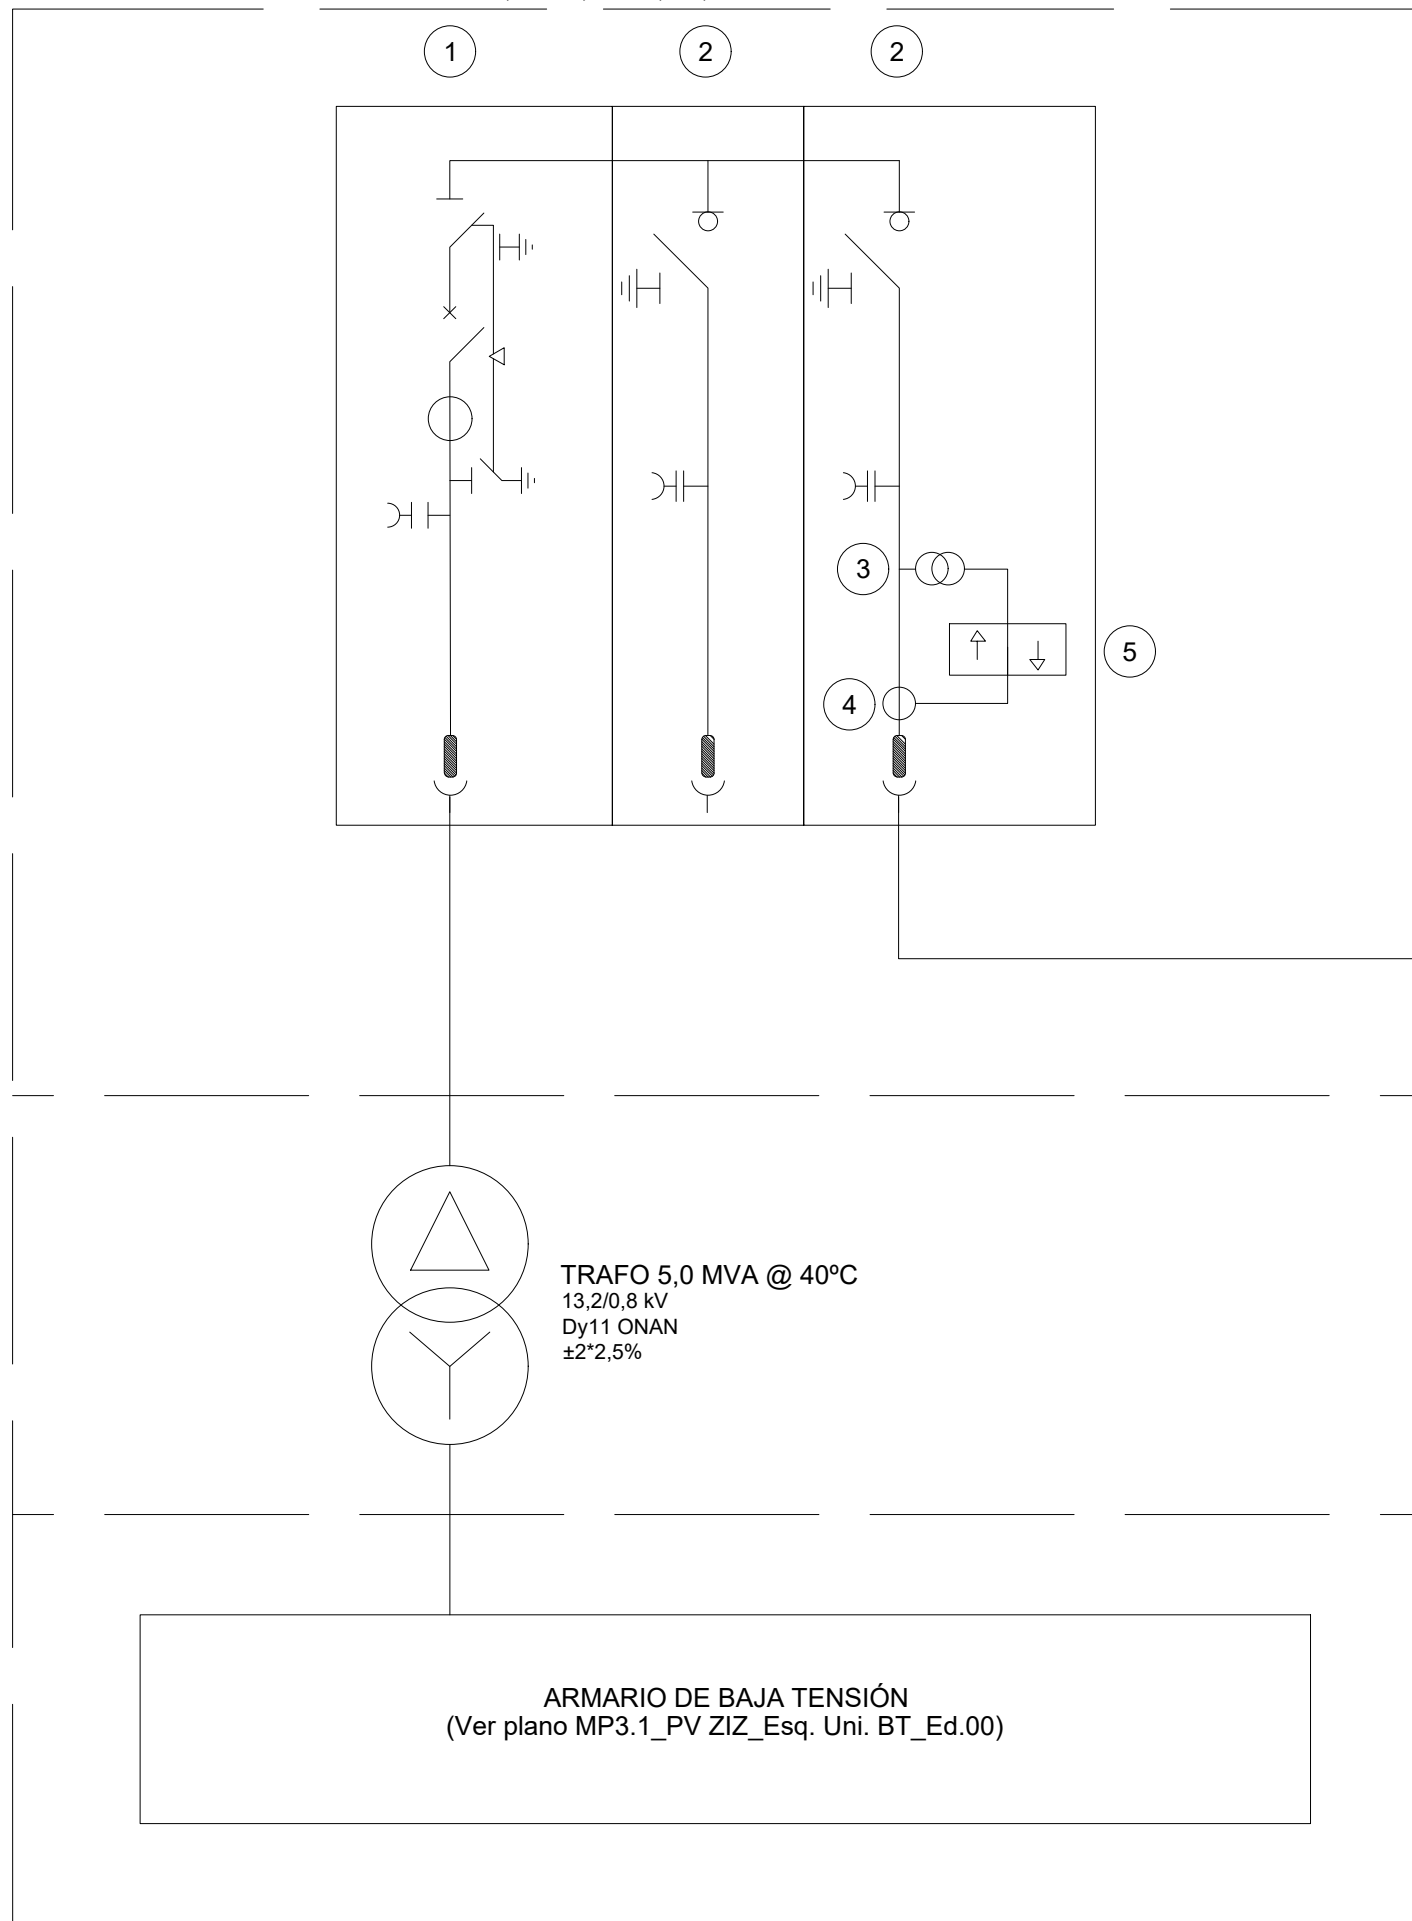 1
2
2
3
5
4
TRAFO 5,0 MVA @ 40ºC
13,2/0,8 kV
Dy11 ONAN
±2*2,5%
ARMARIO DE BAJA TENSIÓN
(Ver plano MP3.1_PV ZIZ_Esq. Uni. BT_Ed.00)